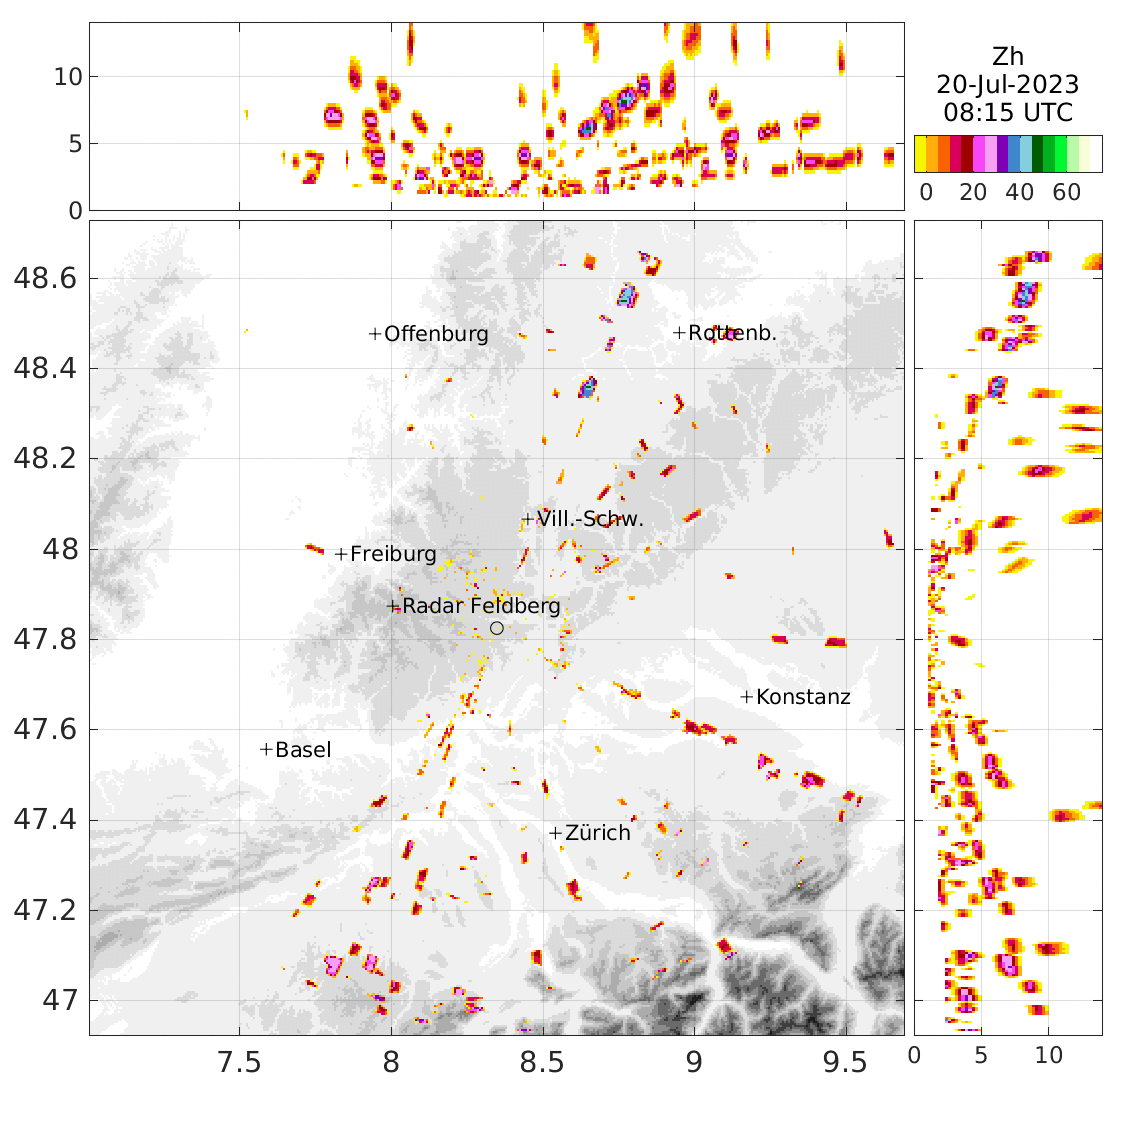 10
5
0
Zh
20-Jul-2023
08:15 UTC
0 20 40 60
48.6
48.4
48.2
48
47.8
47.6
47.4
47.2
47
+Offenburg
+Rottenb.
+Vill.-Schw.
+Freiburg
+Radar Feldberg
+Konstanz
+Basel
+Zürich
7.5 8 8.5 9 9.5
0 5 10